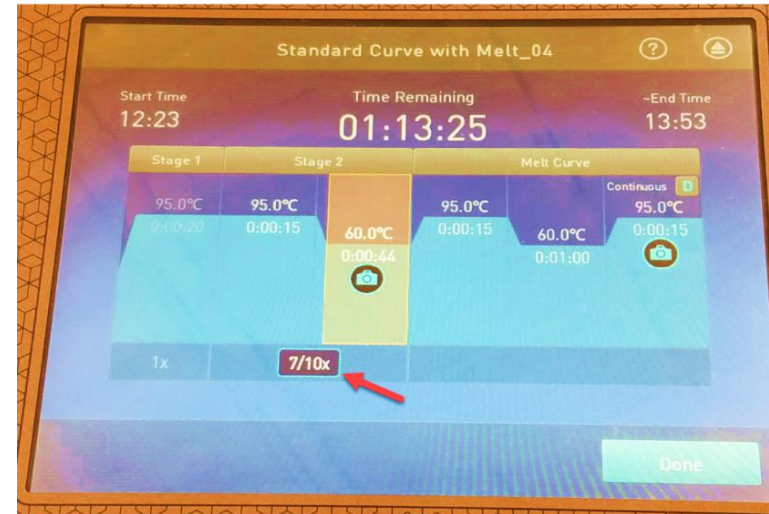 Standard Curve with Melt_04 ?
Start Time Time Remaining ~End Time
12:23 01:13:25 13:53
Stage 1 Stage 2 Melt Curve
Continuous D
95.0°C 95.0°C 60.0°C 95.0°C 60.0°C 95.0°C
0:00:20 0:00:15 0:00:44 0:00:15 0:01:00 0:00:15
1x 7/10x
Done